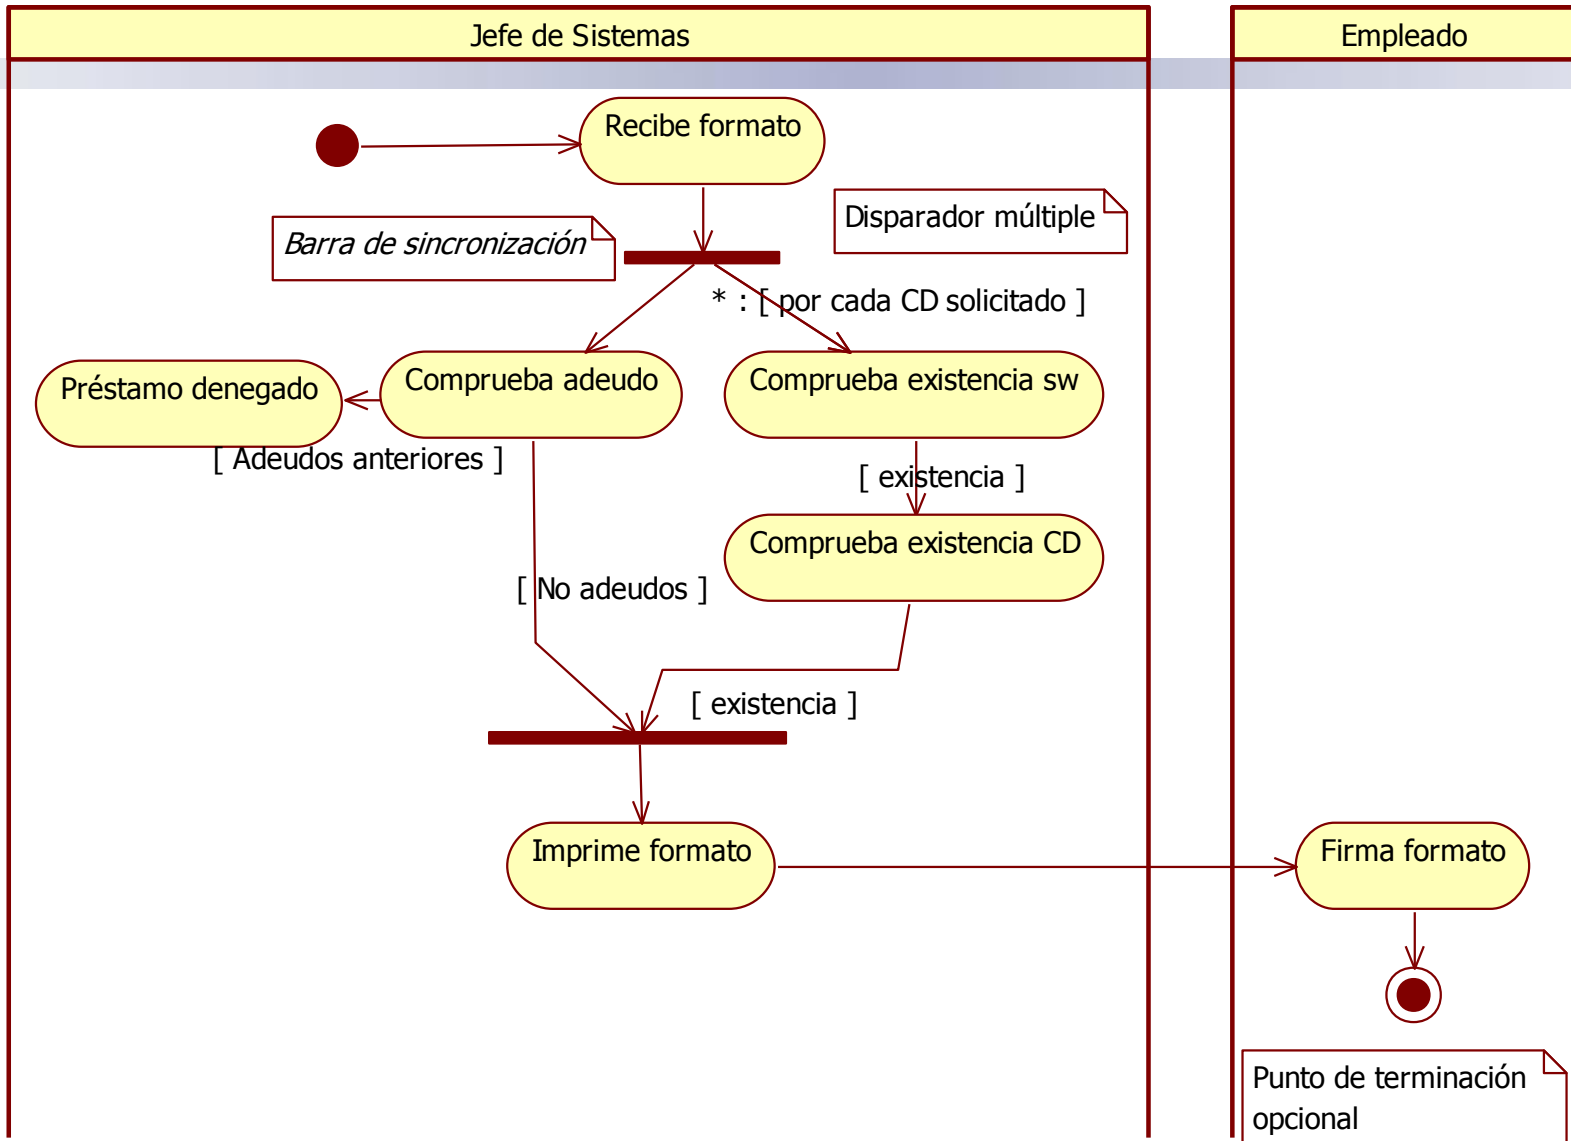 Jefe de Sistemas
Empleado
Recibe formato
Disparador múltiple
Barra de sincronización
* : [ por cada CD solicitado ]
Préstamo denegado
Comprueba adeudo
Comprueba existencia sw
[ Adeudos anteriores ]
[ existencia ]
Comprueba existencia CD
[ No adeudos ]
[ existencia ]
Imprime formato
Firma formato
Punto de terminación
opcional